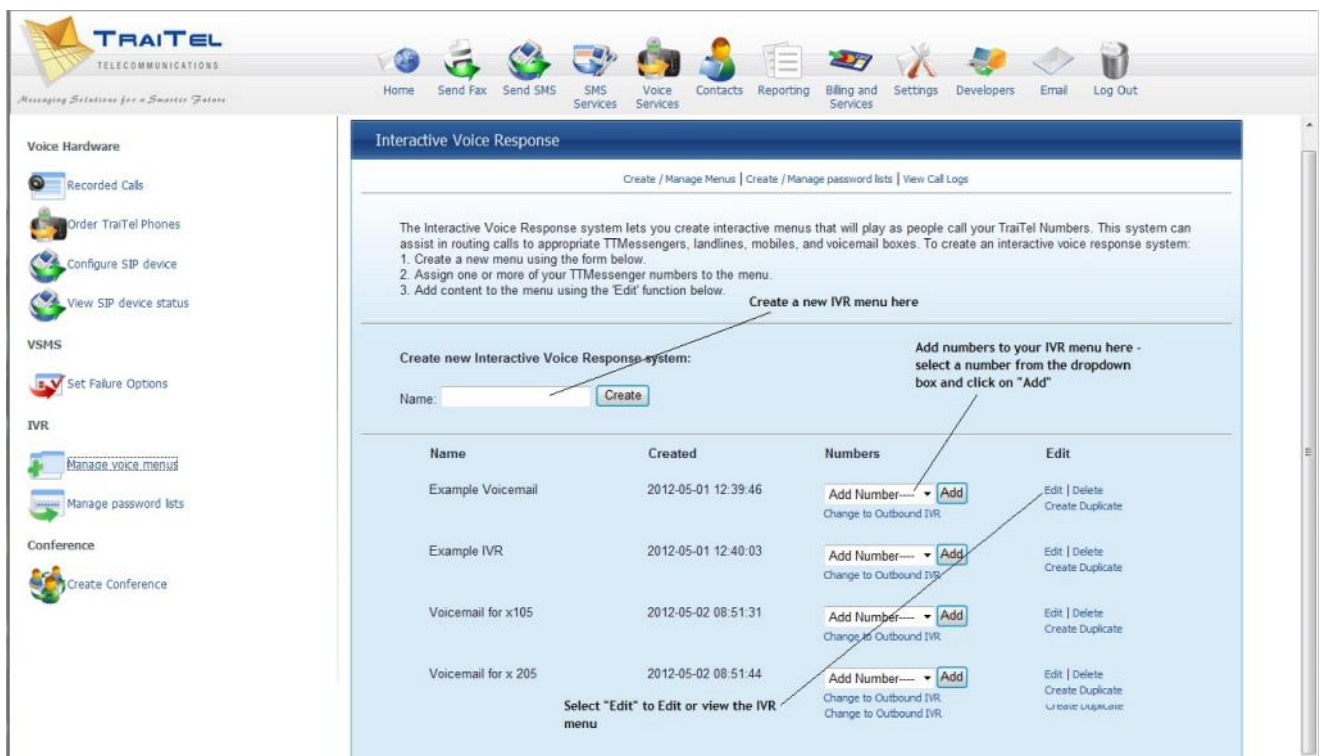 TRAITEL
TELECOMMUNICATIONS
Messaging Solutions for a Smarter Future
Home
Send Fax
Send SMS
SMS
Services
Voice
Services
Contacts
Reporting
Billing and
Services
Settings
Developers
Email
Log Out
Voice Hardware
Recorded Calls
Order TraiTel Phones
Configure SIP device
View SIP device status
VSMS
Set Failure Options
IVR
Manage voice menus
Manage password lists
Conference
Create Conference
Interactive Voice Response
Create / Manage Menus | Create / Manage password lists | View Call Logs
The Interactive Voice Response system lets you create interactive menus that will play as people call your TraiTel Numbers. This system can
assist in routing calls to appropriate TTMessengers, landlines, mobiles, and voicemail boxes. To create an interactive voice response system:
1. Create a new menu using the form below.
2. Assign one or more of your TTMessenger numbers to the menu.
3. Add content to the menu using the 'Edit' function below.
Create a new IVR menu here
Create new Interactive Voice Response system:
Add numbers to your IVR menu here -
select a number from the dropdown
box and click on "Add"
Name: Create
Name Created Numbers Edit
Example Voicemail 2012-05-01 12:39:46 Add Number---- Add Edit | Delete
Change to Outbound IVR Create Duplicate
Example IVR 2012-05-01 12:40:03 Add Number---- Add Edit | Delete
Change to Outbound IVR Create Duplicate
Voicemail for x105 2012-05-02 08:51:31 Add Number---- Add Edit | Delete
Change to Outbound IVR Create Duplicate
Voicemail for x 205 2012-05-02 08:51:44 Add Number---- Add Edit | Delete
Change to Outbound IVR Create Duplicate
Change to Outbound IVR Create Duplicate
Select "Edit" to Edit or view the IVR
menu